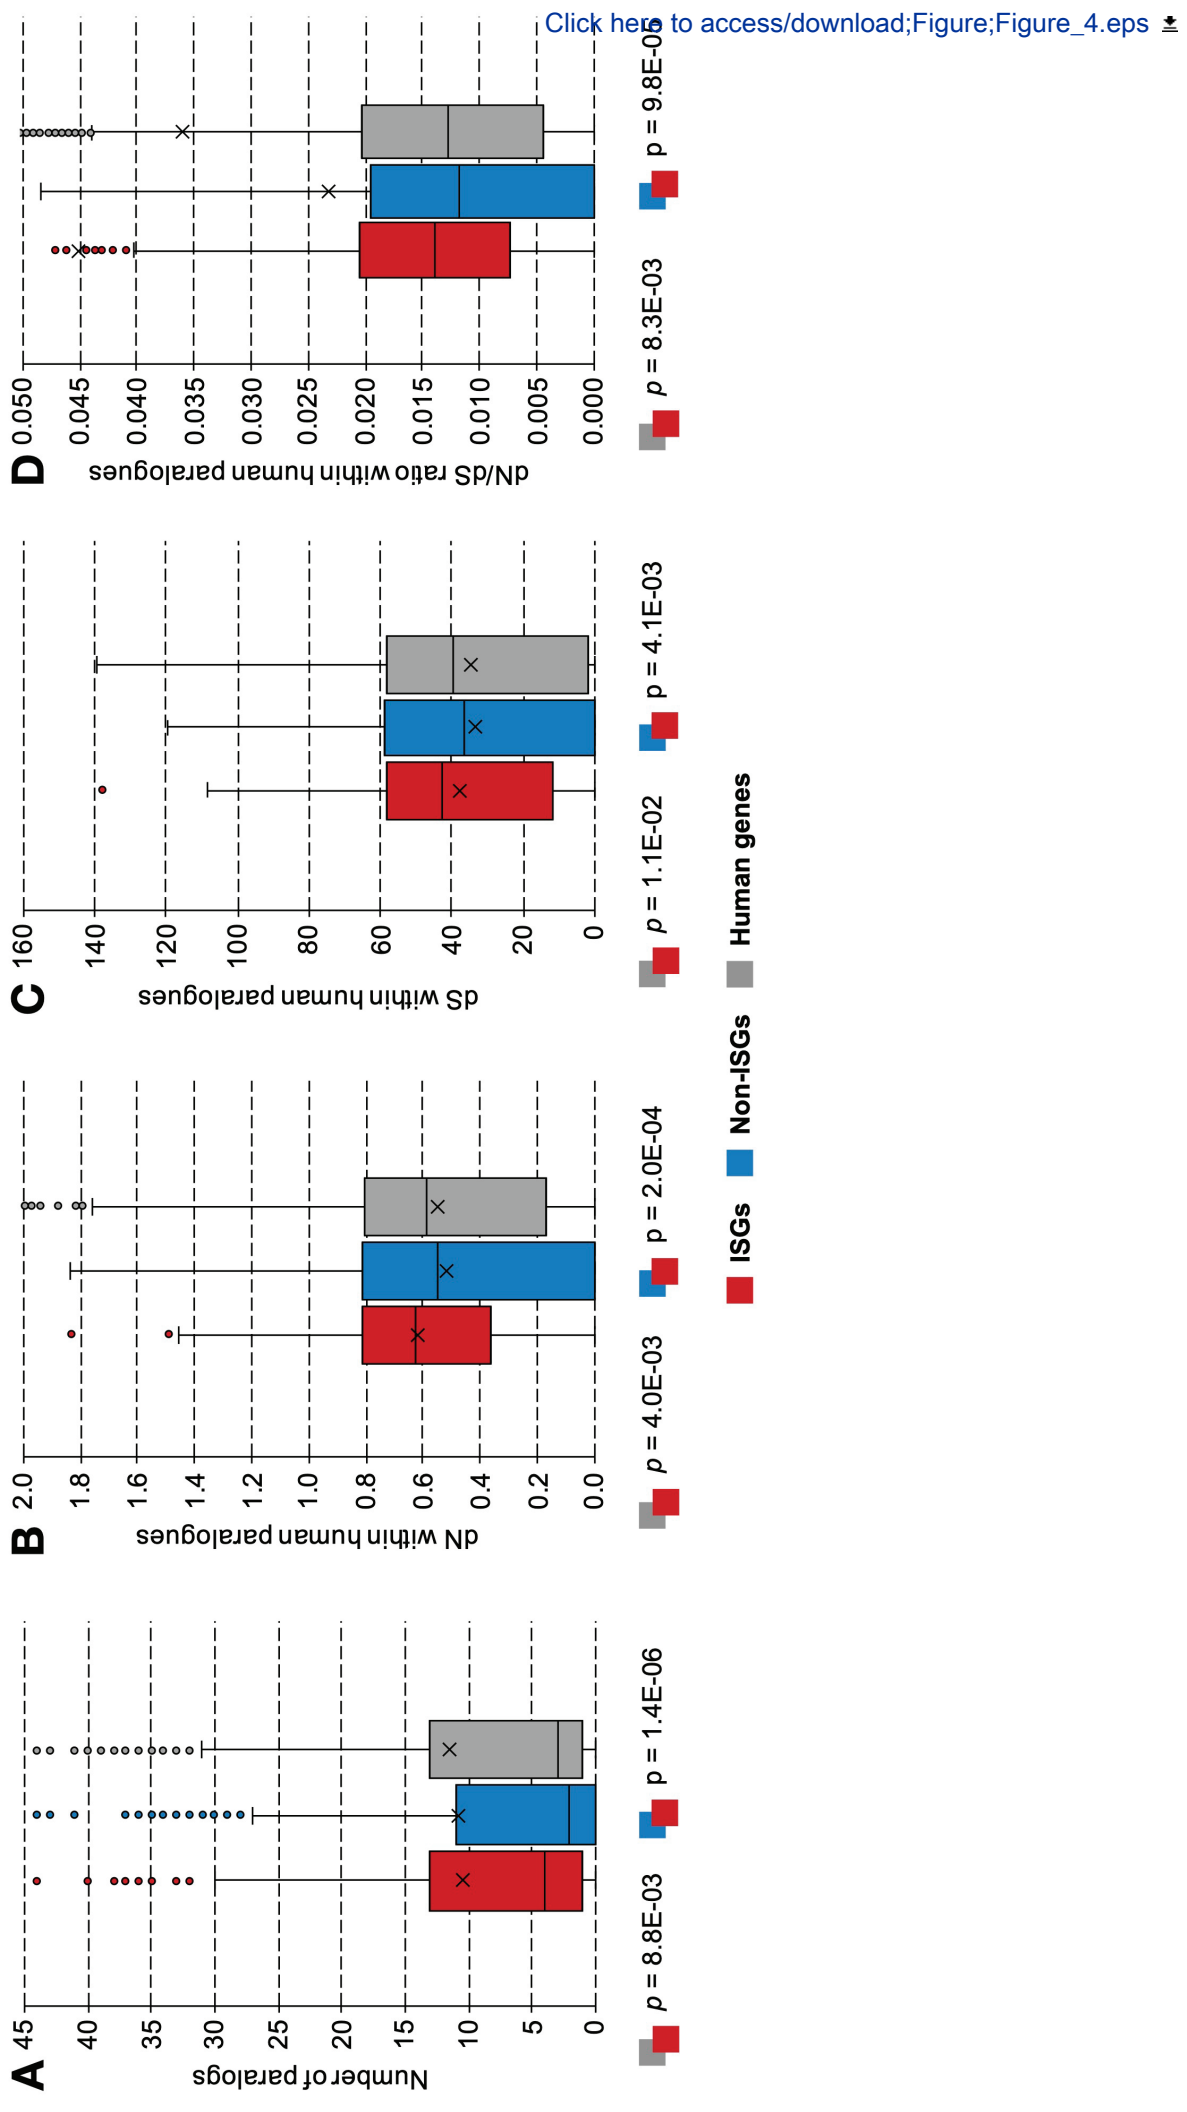 Click here to access/download;Figure;Figure_4.eps
A
Number of paralogs
45
40
35
30
25
20
15
10
5
0
p = 8.8E-03
p = 1.4E-06
B
dN within human paralogues
2.0
1.8
1.6
1.4
1.2
1.0
0.8
0.6
0.4
0.2
0.0
p = 4.0E-03
p = 2.0E-04
C
dS within human paralogues
160
140
120
100
80
60
40
20
0
p = 1.1E-02
p = 4.1E-03
D
dN/dS ratio within human paralogues
0.050
0.045
0.040
0.035
0.030
0.025
0.020
0.015
0.010
0.005
0.000
p = 8.3E-03
p = 9.8E-05
ISGs
Non-ISGs
Human genes